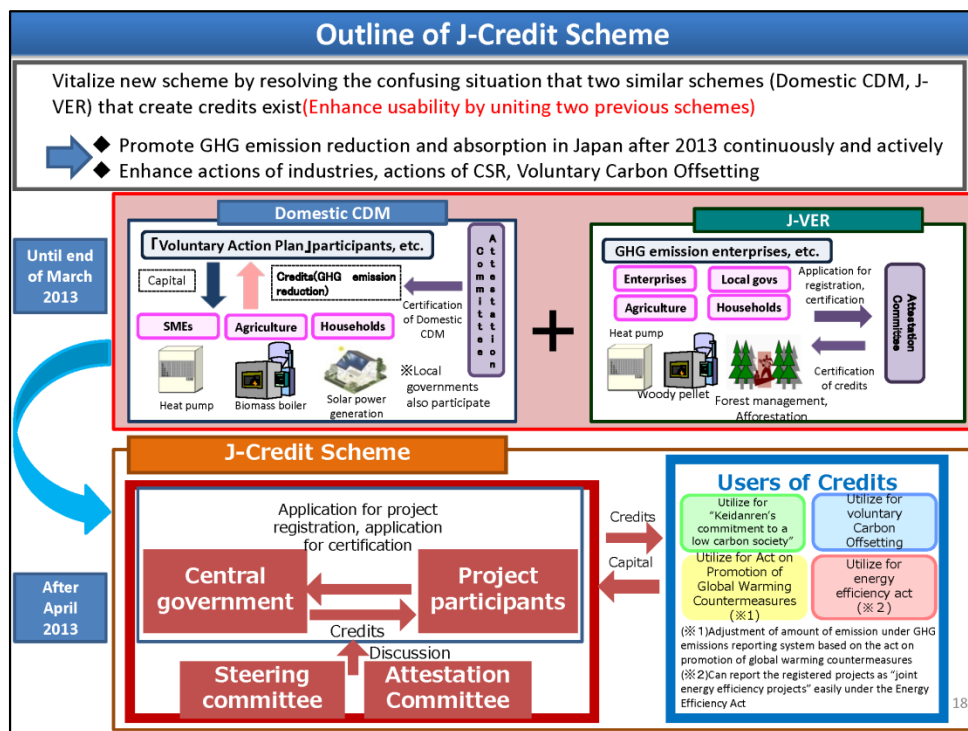 Outline of J-Credit Scheme
Vitalize new scheme by resolving the confusing situation that two similar schemes (Domestic CDM, J-
VER) that create credits exist(Enhance usability by uniting two previous schemes)
◆ Promote GHG emission reduction and absorption in Japan after 2013 continuously and actively
◆ Enhance actions of industries, actions of CSR, Voluntary Carbon Offsetting
Until end
of March
2013
Domestic CDM
「Voluntary Action Plan」participants, etc.
Capital
Credits(GHG emission
reduction)
Certification
of Domestic
CDM
Attestation
Committee
SMEs
Agriculture
Households
Heat pump
Biomass boiler
Solar power
generation
※Local
governments
also participate
+
J-VER
GHG emission enterprises, etc.
Enterprises
Local govs
Agriculture
Households
Application for
registration,
certification
Attestation
Committee
Heat pump
Woody pellet
Forest management,
Afforestation
Certification
of credits
After
April
2013
J-Credit Scheme
Application for project
registration, application
for certification
Central
government
Project
participants
Credits
Discussion
Steering
committee
Attestation
Committee
Credits
Capital
Users of Credits
Utilize for
"Keidanren's
commitment to a
low carbon society"
Utilize for
voluntary
Carbon
Offsetting
Utilize for Act on
Promotion of
Global Warming
Countermeasures
(※1)
Utilize for
energy
efficiency act
(※2)
(※1)Adjustment of amount of emission under GHG
emissions reporting system based on the act on
promotion of global warming countermeasures
(※2)Can report the registered projects as "joint
energy efficiency projects" easily under the Energy
Efficiency Act
18